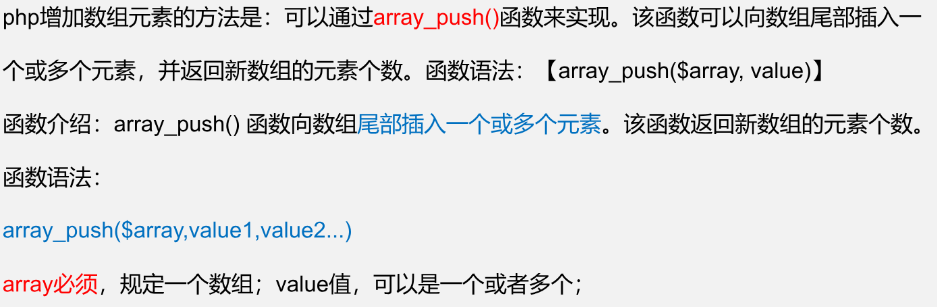 php增加数组元素的方法是：可以通过array_push()函数来实现。该函数可以向数组尾部插入一
个或多个元素，并返回新数组的元素个数。函数语法：【array_push($array, value)】
函数介绍：array_push() 函数向数组尾部插入一个或多个元素。该函数返回新数组的元素个数。
函数语法：
array_push($array,value1,value2...)
array必须，规定一个数组；value值，可以是一个或者多个；